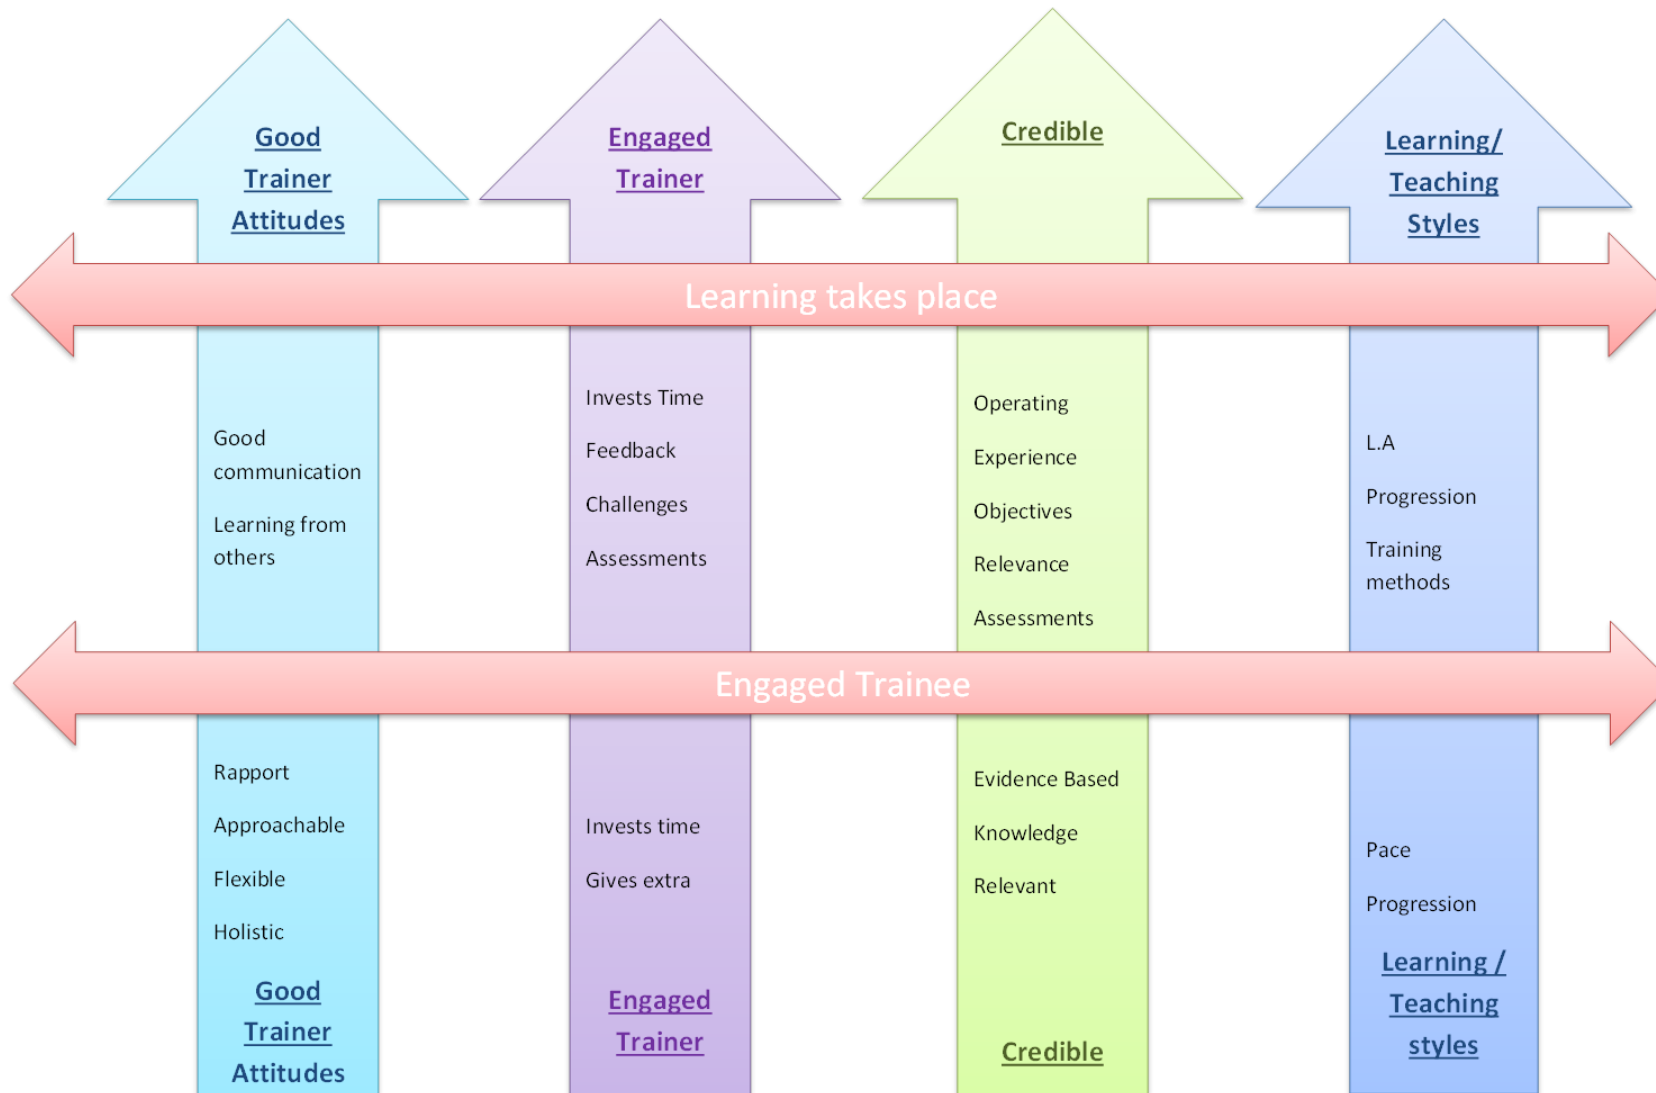 Good
Trainer
Attitudes
Engaged
Trainer
Credible
Learning/
Teaching
Styles
Learning takes place
Good
communication
Learning from
others
Invests Time
Feedback
Challenges
Assessments
Operating
Experience
Objectives
Relevance
Assessments
L.A
Progression
Training
methods
Engaged Trainee
Rapport
Approachable
Flexible
Holistic
Good
Trainer
Attitudes
Invests time
Gives extra
Engaged
Trainer
Evidence Based
Knowledge
Relevant
Credible
Pace
Progression
Learning /
Teaching
styles